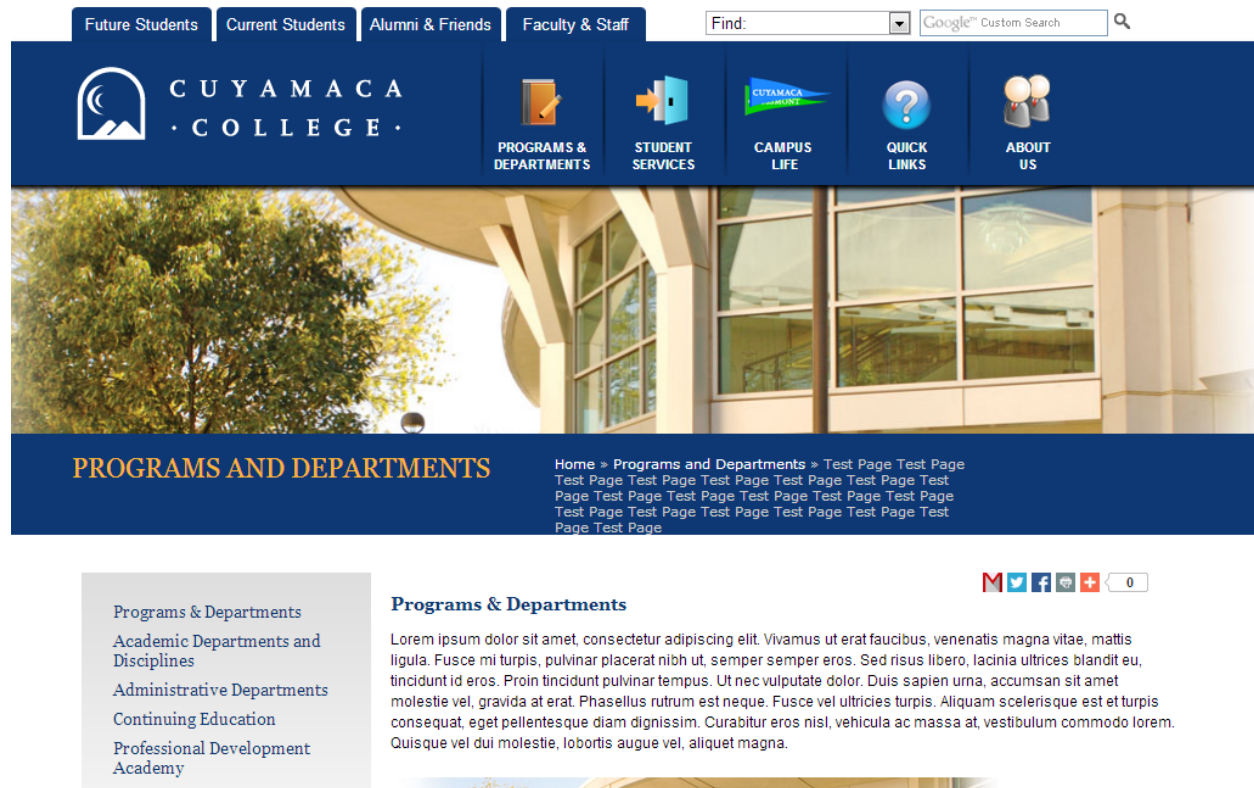 Future Students
Current Students
Alumni & Friends
Faculty & Staff
Find:
Google™ Custom Search
CUYAMACA
· COLLEGE ·
PROGRAMS &
DEPARTMENTS
STUDENT
SERVICES
CUYAMACA
CAMPUS
LIFE
?
QUICK
LINKS
ABOUT
US
PROGRAMS AND DEPARTMENTS
Home » Programs and Departments » Test Page Test Page
Test Page Test Page Test Page Test Page Test Page Test
Page Test Page Test Page Test Page Test Page Test Page
Test Page Test Page Test Page Test Page Test Page Test
Page Test Page
Programs & Departments
Academic Departments and
Disciplines
Administrative Departments
Continuing Education
Professional Development
Academy
0
Programs & Departments
Lorem ipsum dolor sit amet, consectetur adipiscing elit. Vivamus ut erat faucibus, venenatis magna vitae, mattis
ligula. Fusce mi turpis, pulvinar placerat nibh ut, semper semper eros. Sed risus libero, lacinia ultrices blandit eu,
tincidunt id eros. Proin tincidunt pulvinar tempus. Ut nec vulputate dolor. Duis sapien urna, accumsan sit amet
molestie vel, gravida at erat. Phasellus rutrum est neque. Fusce vel ultricies turpis. Aliquam scelerisque est et turpis
consequat, eget pellentesque diam dignissim. Curabitur eros nisl, vehicula ac massa at, vestibulum commodo lorem.
Quisque vel dui molestie, lobortis augue vel, aliquet magna.